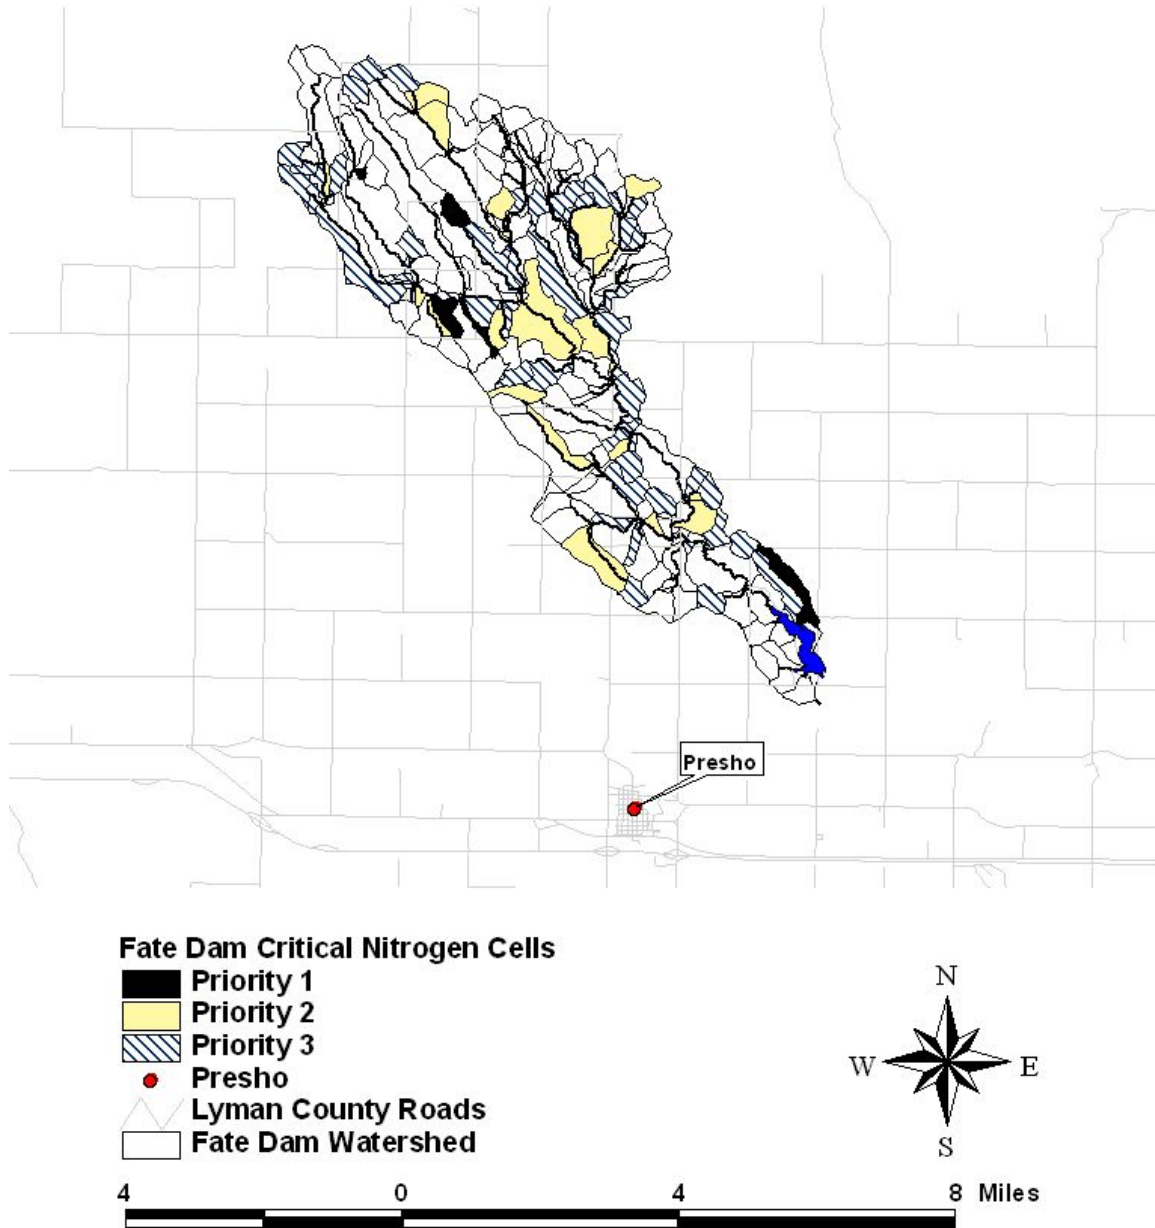 Presho
Fate Dam Critical Nitrogen Cells
Priority 1
Priority 2
Priority 3
Presho
Lyman County Roads
Fate Dam Watershed
N
W E
S
4 0 4 8 Miles